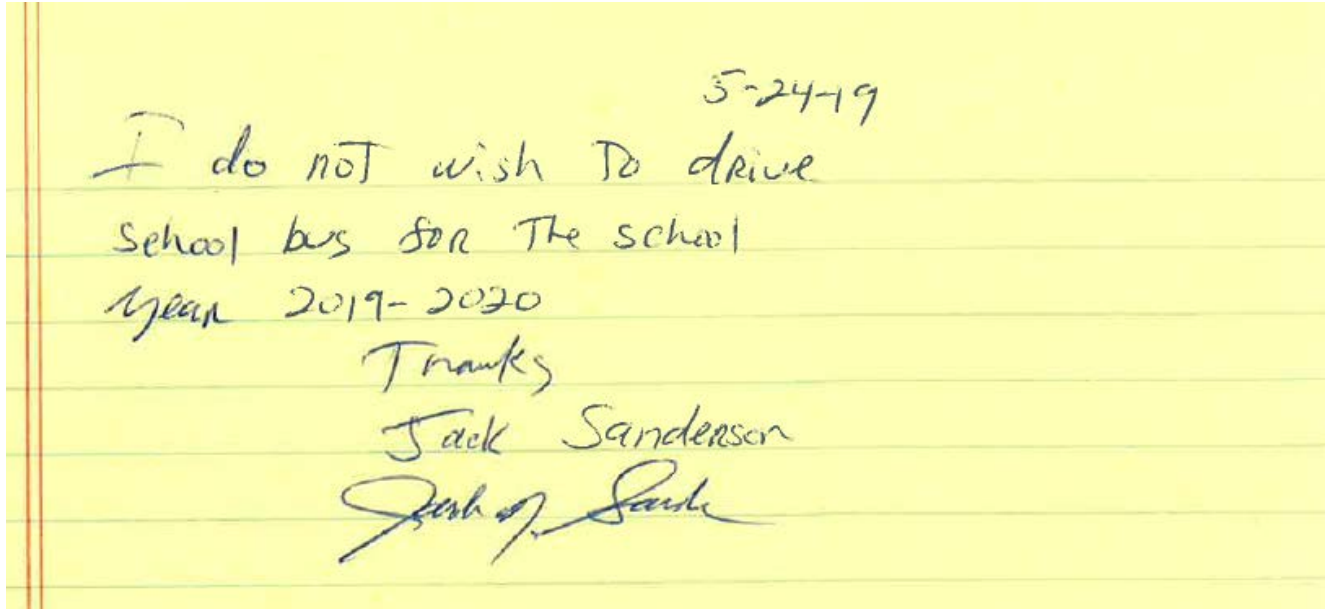 5-24-19
I do not wish To drive
School bus for The school
year 2019-2020
Thanks
Jack Sanderson